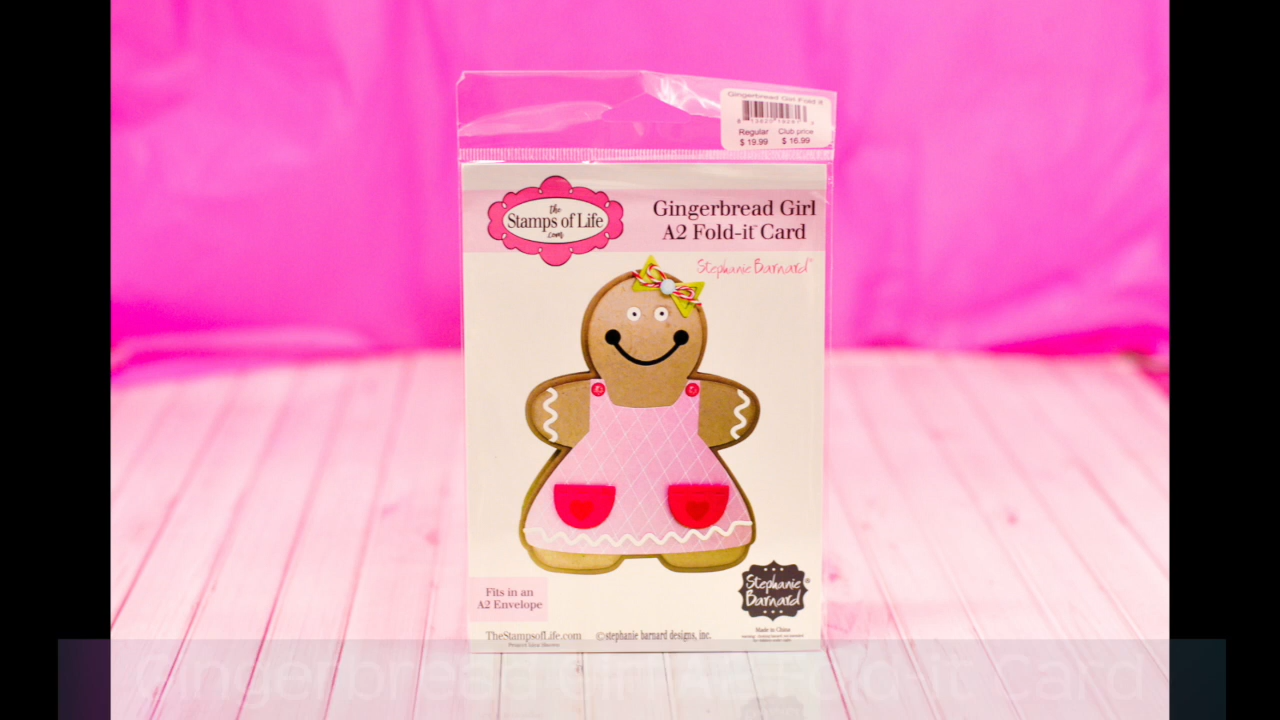 Gingerbread Girl Fold it
Regular Club price
$ 19.99 $ 16.99
the
Stamps of Life
.com
Gingerbread Girl
A2 Fold-it Card
Stephanie Barnard®
Fits in an
A2 Envelope
Stephanie
Barnard®
Made in China
TheStampsofLife.com ©stephanie barnard designs, inc.
Gingerbread Girl A2 Fold-it Card